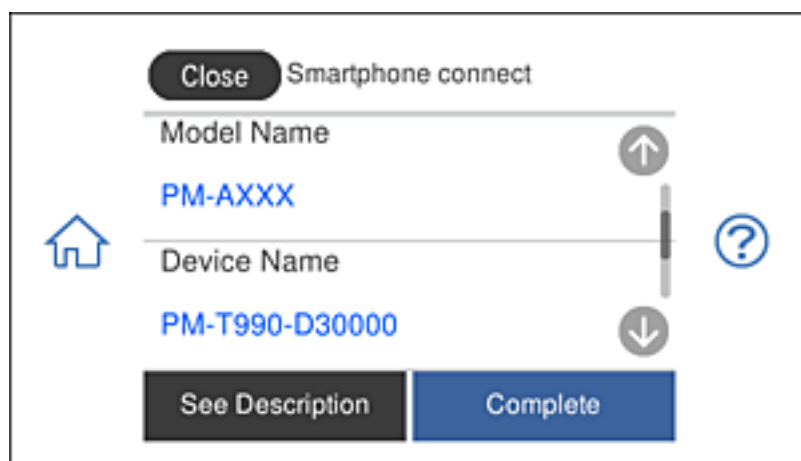 Close Smartphone connect
Model Name
PM-AXXX
Device Name
PM-T990-D30000
See Description Complete